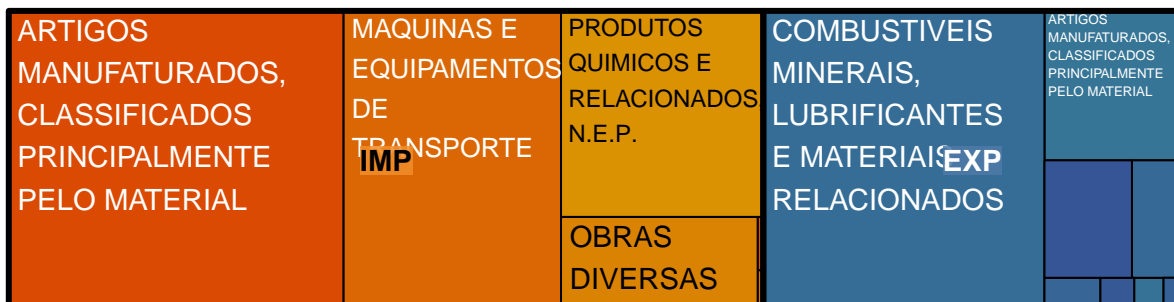 ARTIGOS
MANUFATURADOS,
CLASSIFICADOS
PRINCIPALMENTE
PELO MATERIAL
MAQUINAS E
EQUIPAMENTOS
DE
TRANSPORTE
IMP
PRODUTOS
QUIMICOS E
RELACIONADOS,
N.E.P.
OBRAS
DIVERSAS
COMBUSTIVEIS
MINERAIS,
LUBRIFICANTES
E MATERIAIS
RELACIONADOS
EXP
ARTIGOS
MANUFATURADOS,
CLASSIFICADOS
PRINCIPALMENTE
PELO MATERIAL